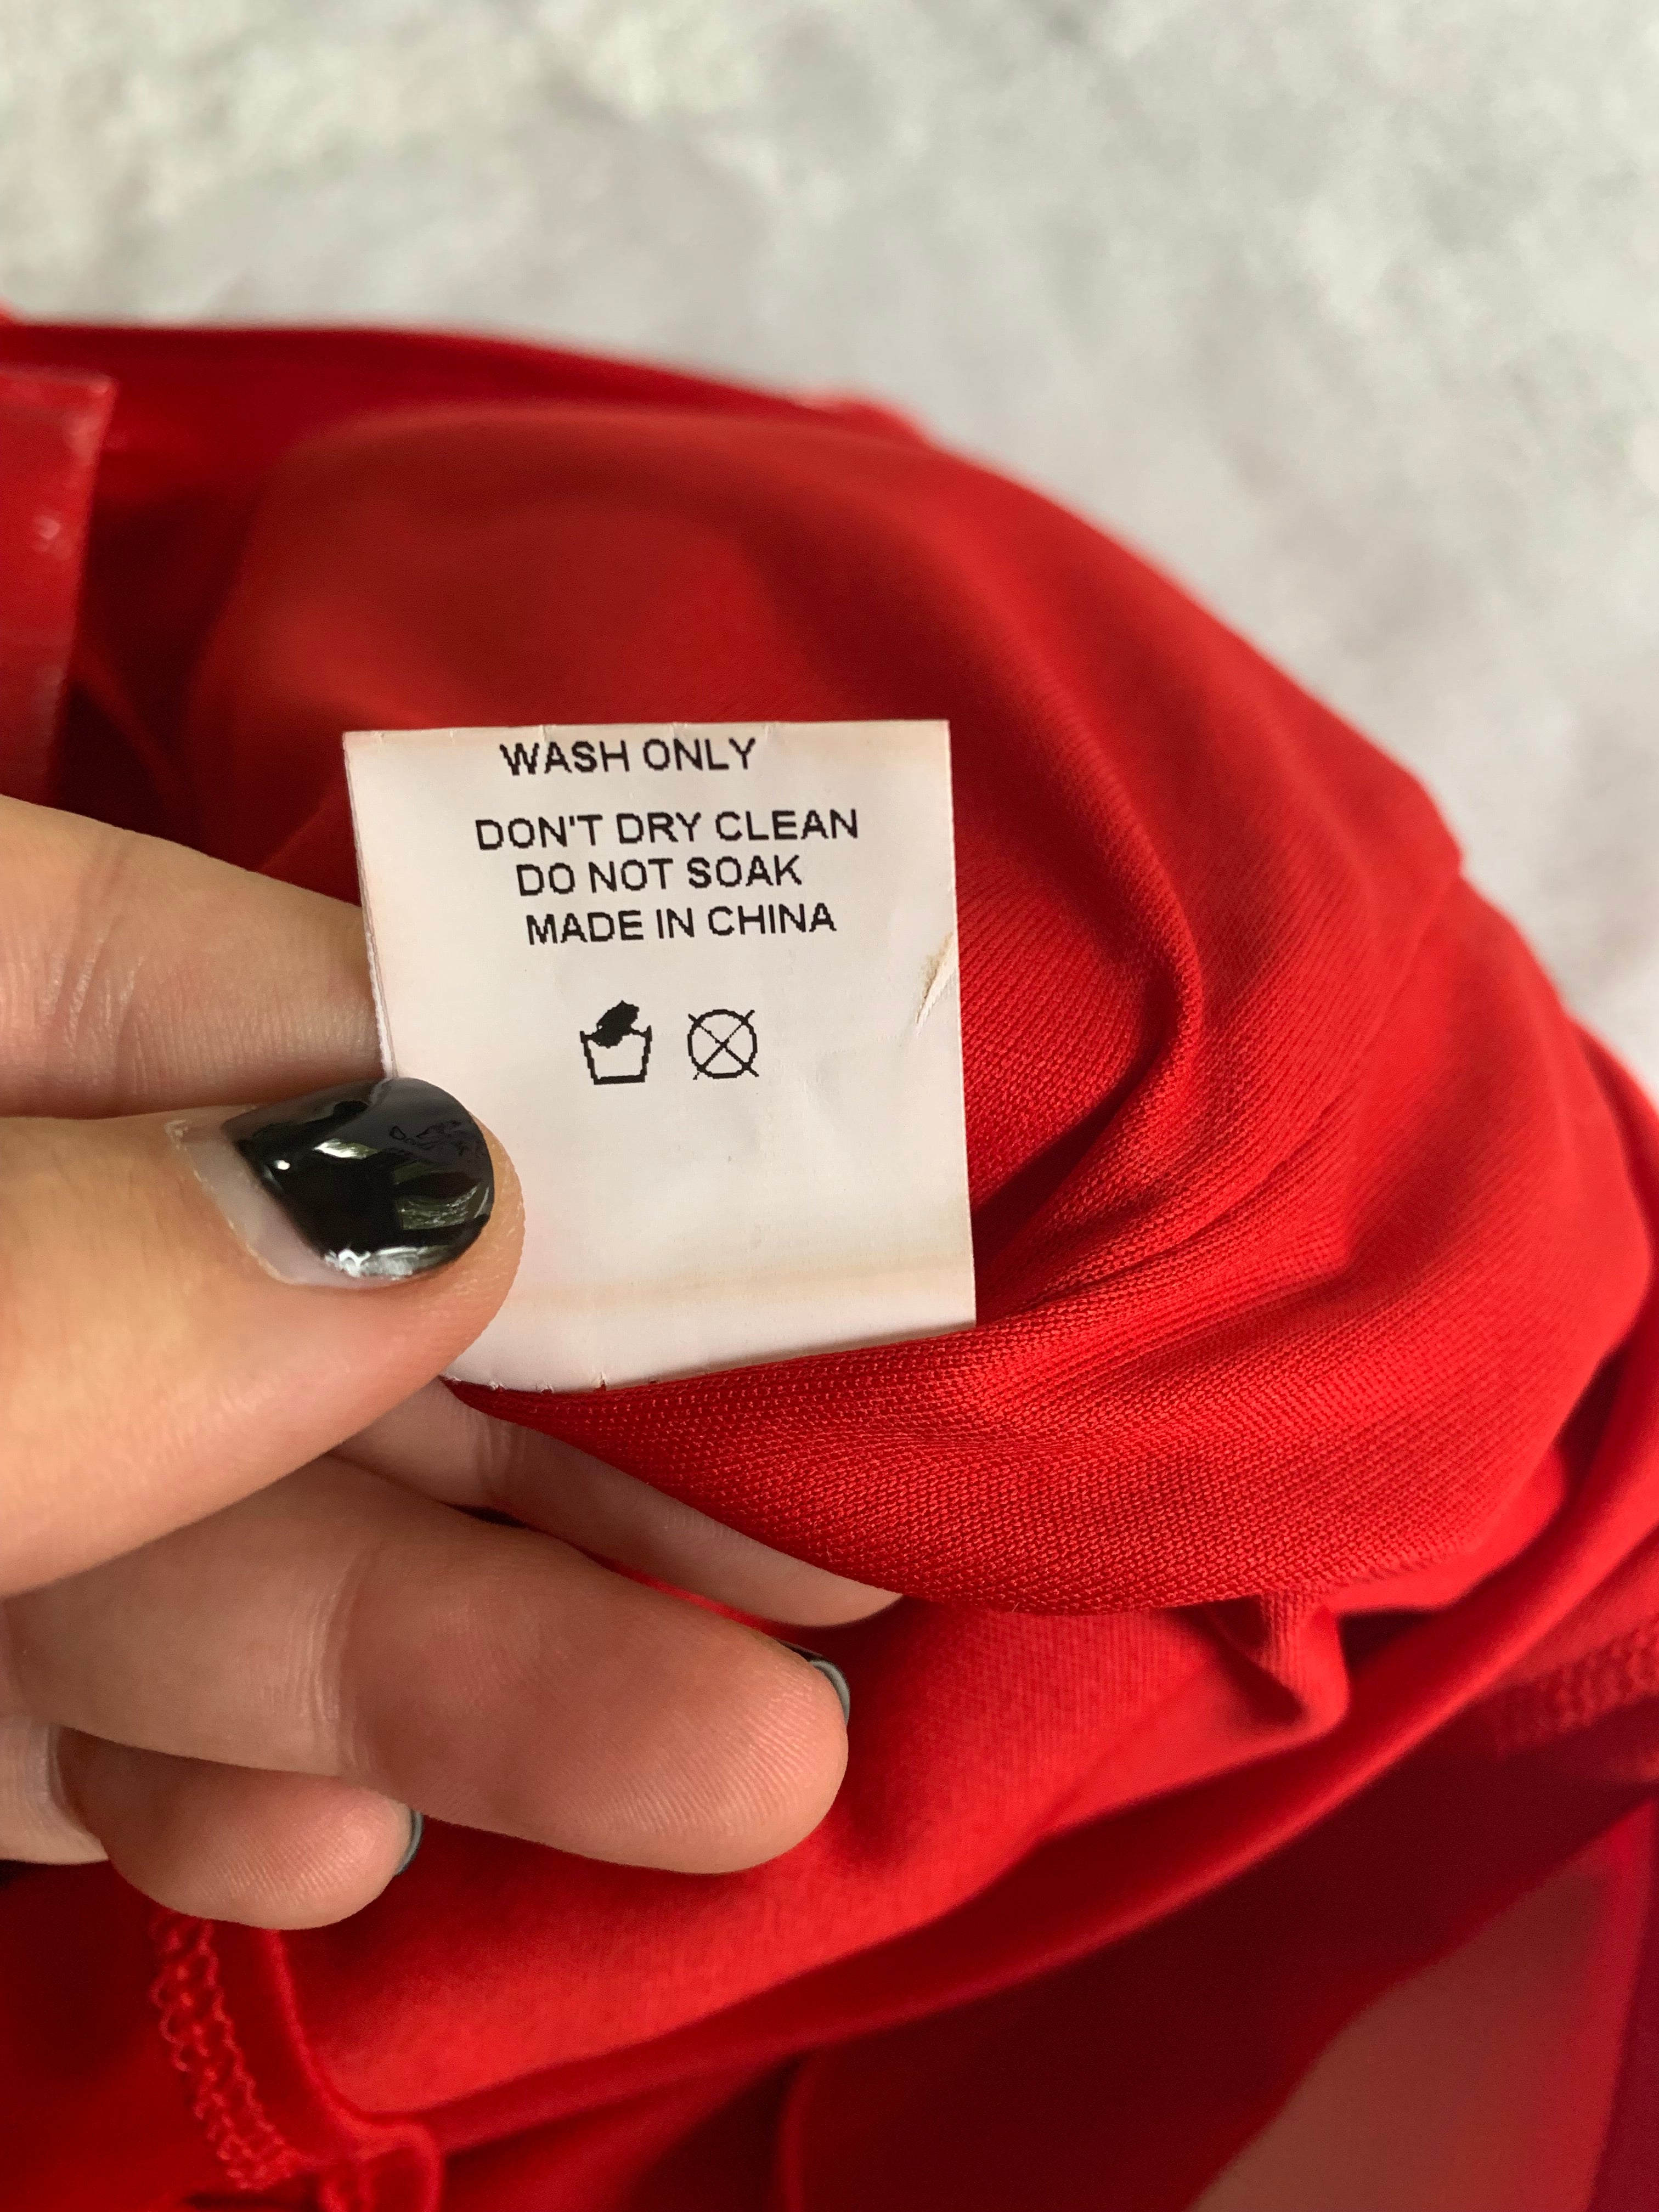 WASH ONLY
DON'T DRY CLEAN
DO NOT SOAK
MADE IN CHINA